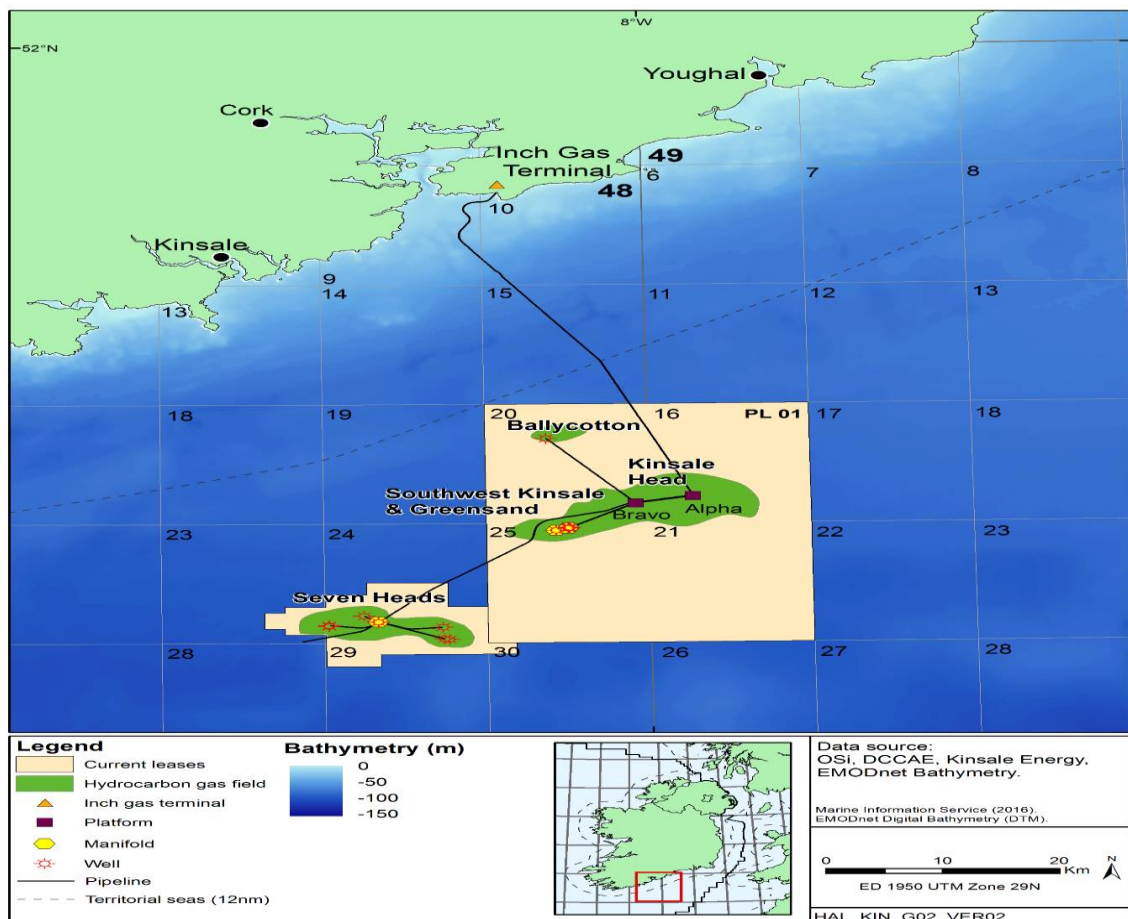 8°W
52°N
Youghal
Cork
Inch Gas
Terminal
49
6
7
8
48
10
Kinsale
9
14
15
11
12
13
13
18
19
20
16
PL 01
17
18
Ballycotton
Kinsale
Head
Southwest Kinsale
& Greensand
Bravo
Alpha
23
24
25
21
22
23
Seven Heads
28
29
30
26
27
28
Legend
Current leases
Hydrocarbon gas field
Inch gas terminal
Platform
Manifold
Well
Pipeline
Territorial seas (12nm)
Bathymetry (m)
0
-50
-100
-150
Data source:
OSi, DCCAE, Kinsale Energy,
EMODnet Bathymetry.
Marine Information Service (2016).
EMODnet Digital Bathymetry (DTM).
0 10 20
Km
N
ED 1950 UTM Zone 29N
HAL_KIN_G02_VER02